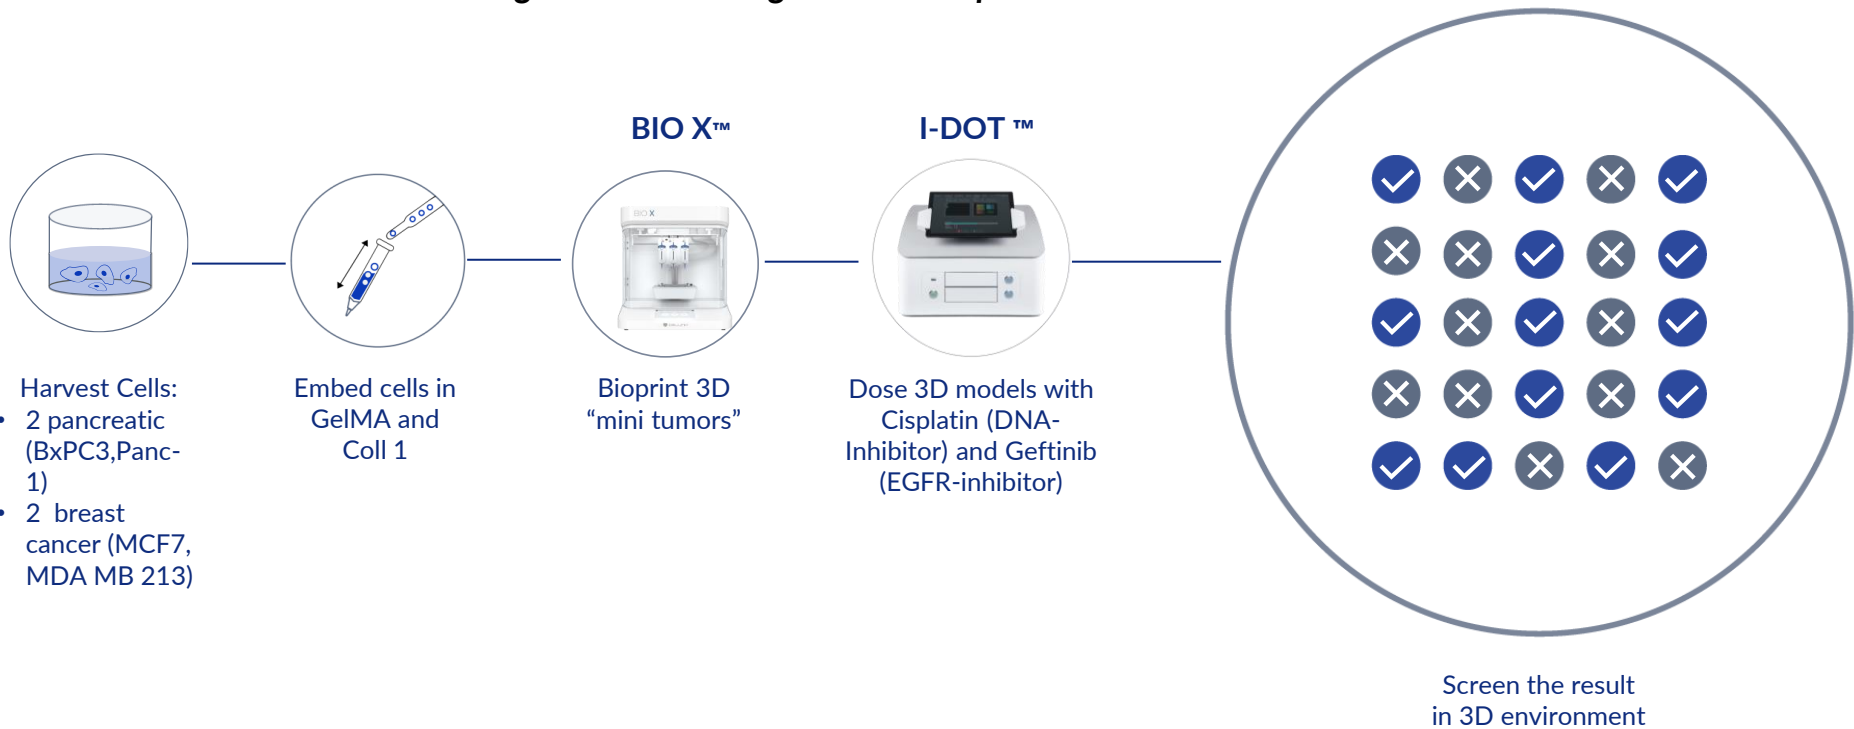 BIO X™
I-DOT ™
BIO X
Harvest Cells:
• 2 pancreatic
(BxPC3,Panc-
1)
• 2 breast
cancer (MCF7,
MDA MB 213)
Embed cells in
GelMA and
Coll 1
Bioprint 3D
“mini tumors”
Dose 3D models with
Cisplatin (DNA-
Inhibitor) and Geftinib
(EGFR-inhibitor)
Screen the result
in 3D environment